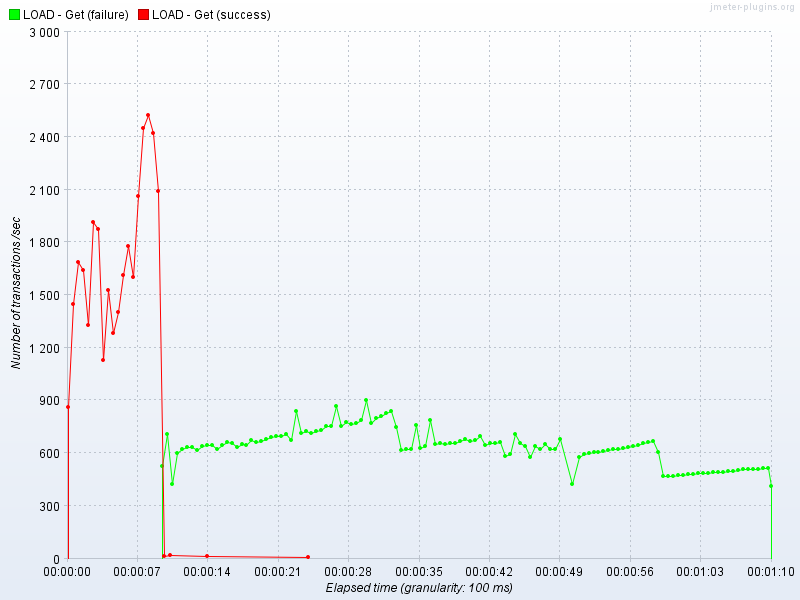 jmeter-plugins.org
LOAD - Get (failure) LOAD - Get (success)
3 000
2 700
2 400
2 100
1 800
1 500
1 200
900
600
300
0
Number of transactions /sec
00:00:00 00:00:07 00:00:14 00:00:21 00:00:28 00:00:35 00:00:42 00:00:49 00:00:56 00:01:03 00:01:10
Elapsed time (granularity: 100 ms)